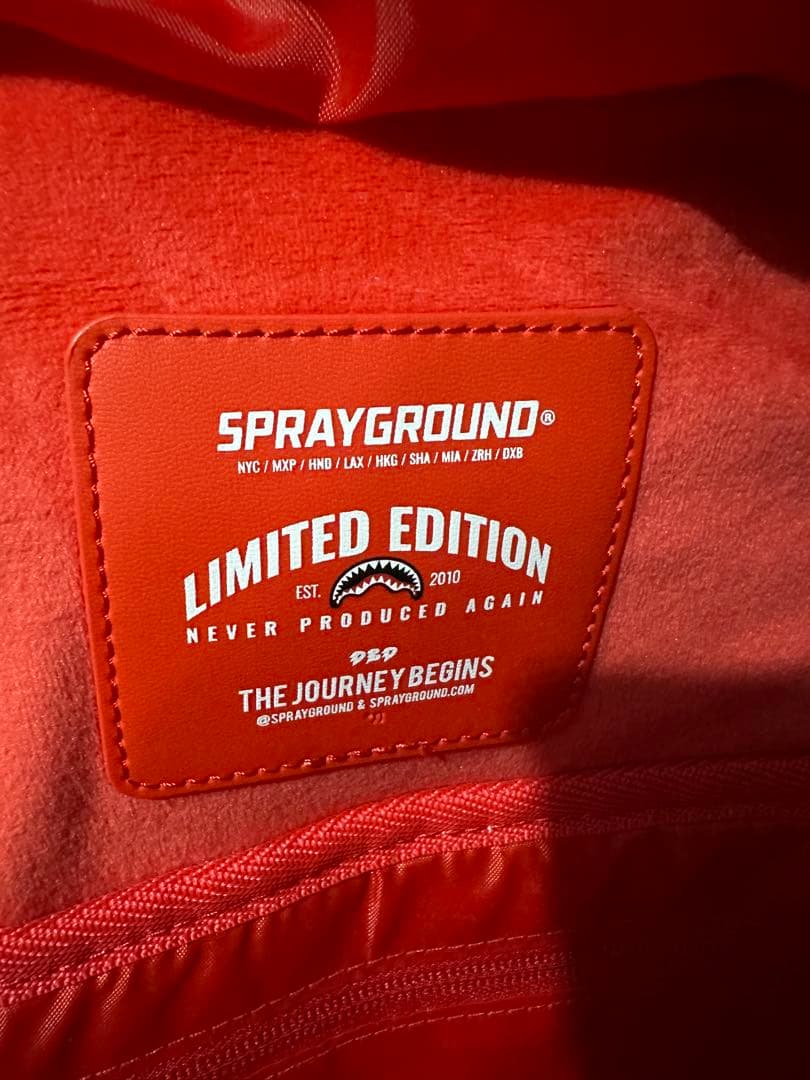 SPRAYGROUND®
NYC / MXP / HND / LAX / HKG / SHA / MIA / ZRH / DXB
LIMITED EDITION
EST. 2010
NEVER PRODUCED AGAIN
DBD
THE JOURNEY BEGINS
@SPRAYGROUND & SPRAYGROUND.COM